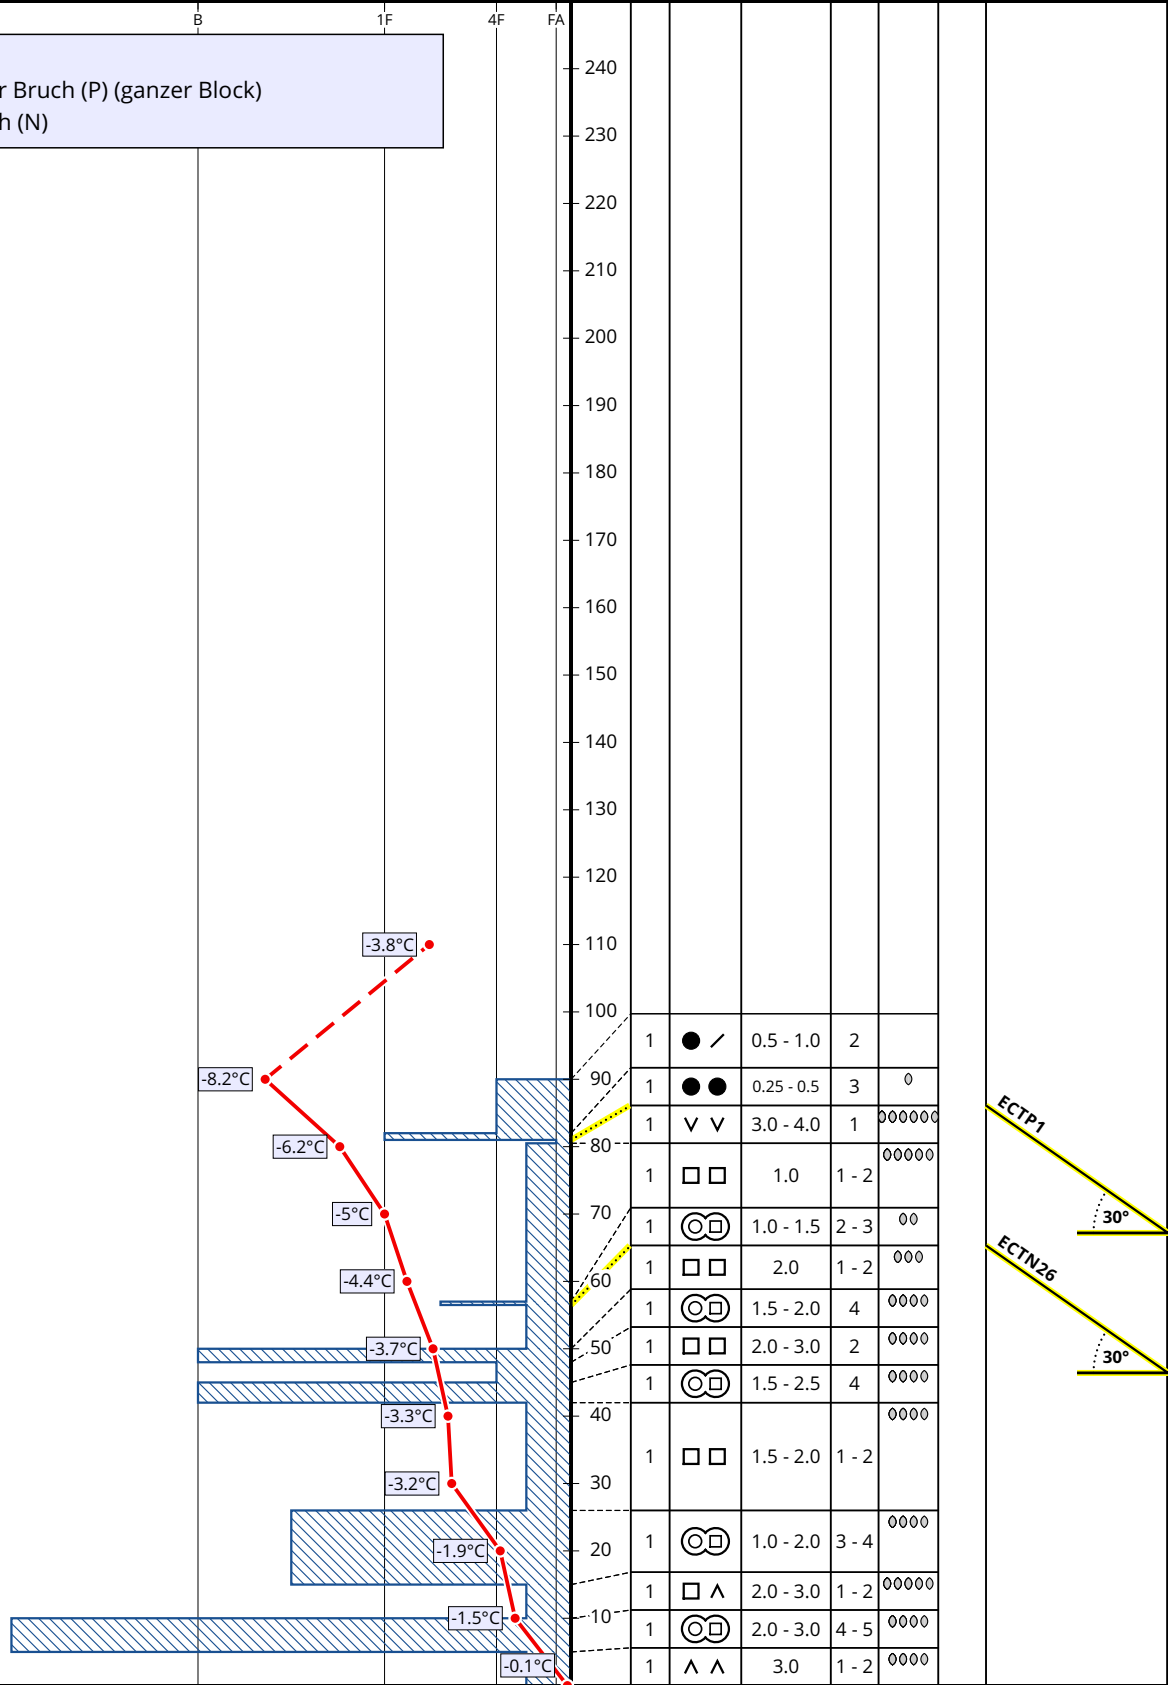 B 1F 4F FA
r Bruch (P) (ganzer Block)
h (N)
240
230
220
210
200
190
180
170
160
150
140
130
120
-3.8°C 110
100
1 0.5 - 1.0 2
-8.2°C 90
1 0.25 - 0.5 3
ECTP1
1 3.0 - 4.0 1
-6.2°C 80
1 1.0 1 - 2
-5°C 70
30°
1 1.0 - 1.5 2 - 3
ECTN26
1 2.0 1 - 2
-4.4°C 60
1 1.5 - 2.0 4
-3.7°C 50
1 2.0 - 3.0 2
30°
1 1.5 - 2.5 4
-3.3°C 40
1 1.5 - 2.0 1 - 2
-3.2°C 30
1 1.0 - 2.0 3 - 4
-1.9°C 20
1 2.0 - 3.0 1 - 2
-1.5°C 10
1 2.0 - 3.0 4 - 5
-0.1°C
1 3.0 1 - 2